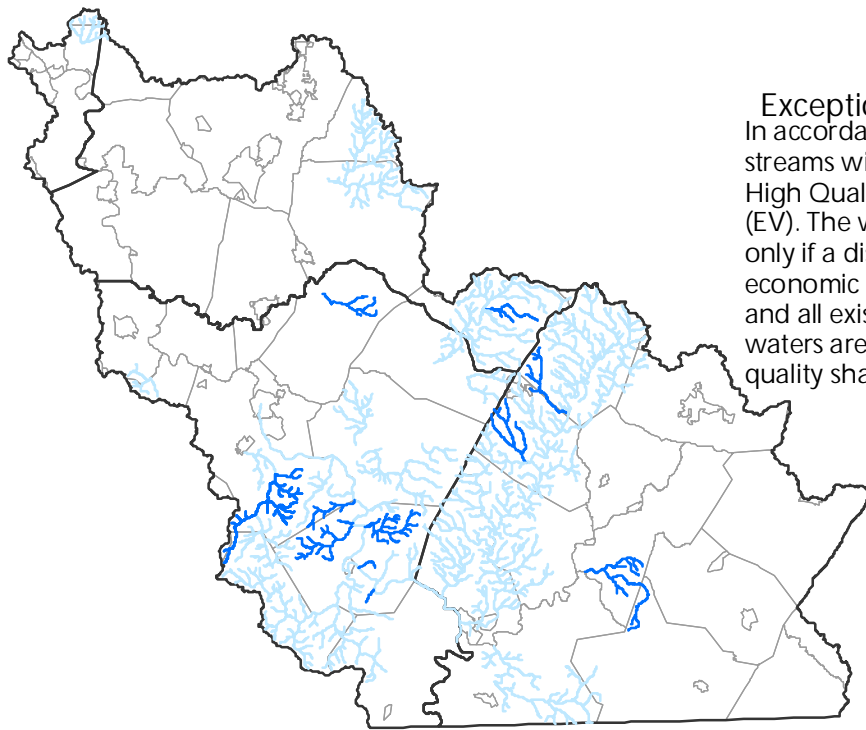 Exceptio
In accorda
streams wi
High Qual
(EV). The v
only if a di
economic
and all exis
waters are
quality sha